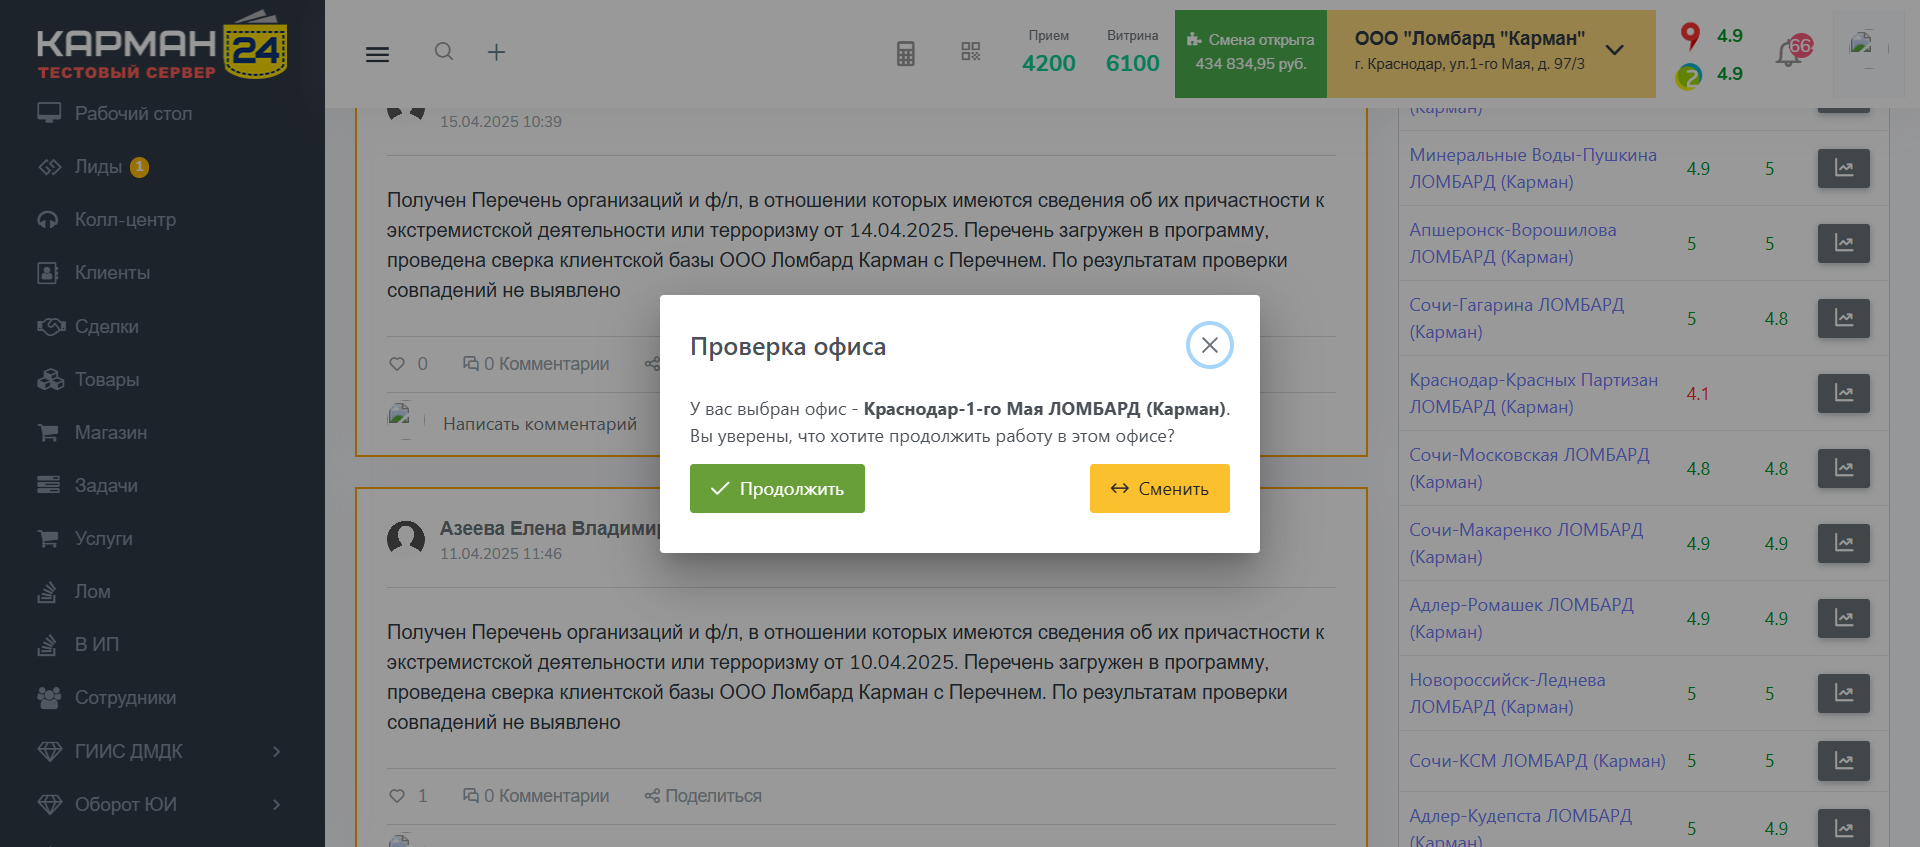 КАРМАН 24
ТЕСТОВЫЙ СЕРВЕР
Рабочий стол
Лиды 1
Колл-центр
Клиенты
Сделки
Товары
Магазин
Задачи
Услуги
Лом
В ИП
Сотрудники
ГИИС ДМДК
Оборот ЮИ
Прием
4200
Витрина
6100
Смена открыта
434 834,95 руб.
ООО "Ломбард "Карман"
г. Краснодар, ул.1-го Мая, д. 97/3
4.9
4.9
15.04.2025 10:39
Получен Перечень организаций и ф/л, в отношении которых имеются сведения об их причастности к
экстремистской деятельности или терроризму от 14.04.2025. Перечень загружен в программу,
проведена сверка клиентской базы ООО Ломбард Карман с Перечнем. По результатам проверки
совпадений не выявлено
0 0 Комментарии
Написать комментарий
Проверка офиса
У вас выбран офис - Краснодар-1-го Мая ЛОМБАРД (Карман).
Вы уверены, что хотите продолжить работу в этом офисе?
Продолжить
Сменить
Азеева Елена Владимир
11.04.2025 11:46
Получен Перечень организаций и ф/л, в отношении которых имеются сведения об их причастности к
экстремистской деятельности или терроризму от 10.04.2025. Перечень загружен в программу,
проведена сверка клиентской базы ООО Ломбард Карман с Перечнем. По результатам проверки
совпадений не выявлено
1 0 Комментарии Поделиться
(Карман)
Минеральные Воды-Пушкина
ЛОМБАРД (Карман) 4.9 5
Апшеронск-Ворошилова
ЛОМБАРД (Карман) 5 5
Сочи-Гагарина ЛОМБАРД
(Карман) 5 4.8
Краснодар-Красных Партизан
ЛОМБАРД (Карман) 4.1
Сочи-Московская ЛОМБАРД
(Карман) 4.8 4.8
Сочи-Макаренко ЛОМБАРД
(Карман) 4.9 4.9
Адлер-Ромашек ЛОМБАРД
(Карман) 4.9 4.9
Новороссийск-Леднева
ЛОМБАРД (Карман) 5 5
Сочи-КСМ ЛОМБАРД (Карман) 5 5
Адлер-Кудепста ЛОМБАРД
(Карман) 5 4.9